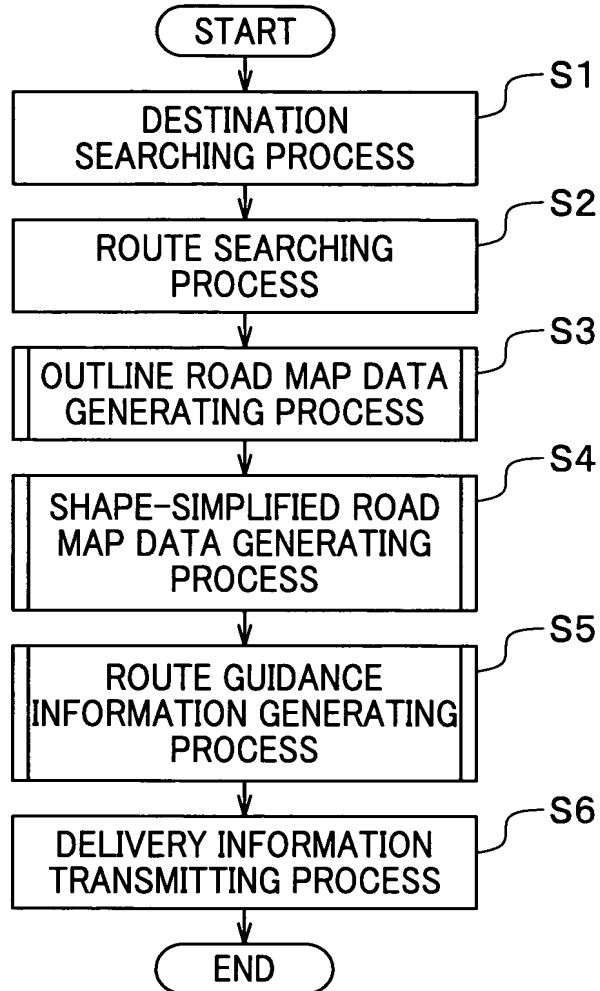 START
S1
DESTINATION
SEARCHING PROCESS
S2
ROUTE SEARCHING
PROCESS
S3
OUTLINE ROAD MAP DATA
GENERATING PROCESS
S4
SHAPE-SIMPLIFIED ROAD
MAP DATA GENERATING
PROCESS
S5
ROUTE GUIDANCE
INFORMATION GENERATING
PROCESS
S6
DELIVERY INFORMATION
TRANSMITTING PROCESS
END